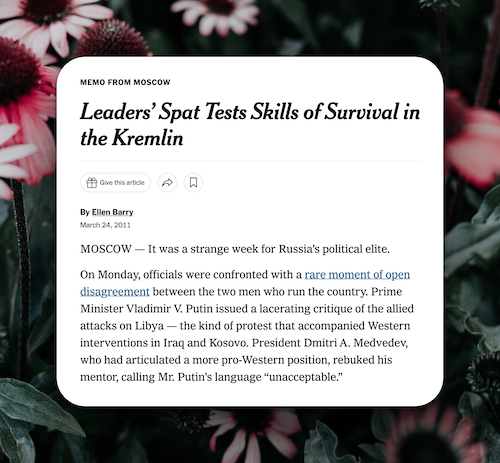 MEMO FROM MOSCOW
Leaders’ Spat Tests Skills of Survival in
the Kremlin
Give this article
By Ellen Barry
March 24, 2011
MOSCOW — It was a strange week for Russia’s political elite.
On Monday, officials were confronted with a rare moment of open
disagreement between the two men who run the country. Prime
Minister Vladimir V. Putin issued a lacerating critique of the allied
attacks on Libya — the kind of protest that accompanied Western
interventions in Iraq and Kosovo. President Dmitri A. Medvedev,
who had articulated a more pro-Western position, rebuked his
mentor, calling Mr. Putin’s language “unacceptable.”